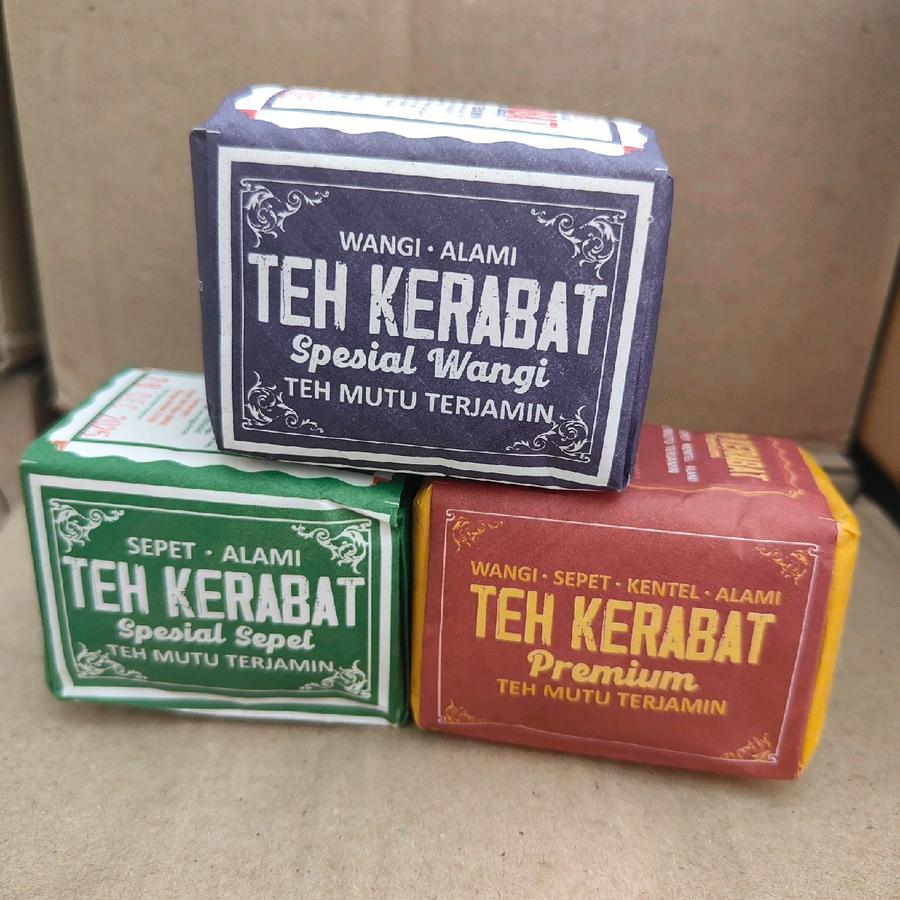 WANGI · ALAMI
TEH KERABAT
Spesial Wangi
TEH MUTU TERJAMIN
SEPET · ALAMI
TEH KERABAT
Spesial Sepet
TEH MUTU TERJAMIN
WANGI · SEPET · KENTEL · ALAMI
TEH KERABAT
Premium
TEH MUTU TERJAMIN